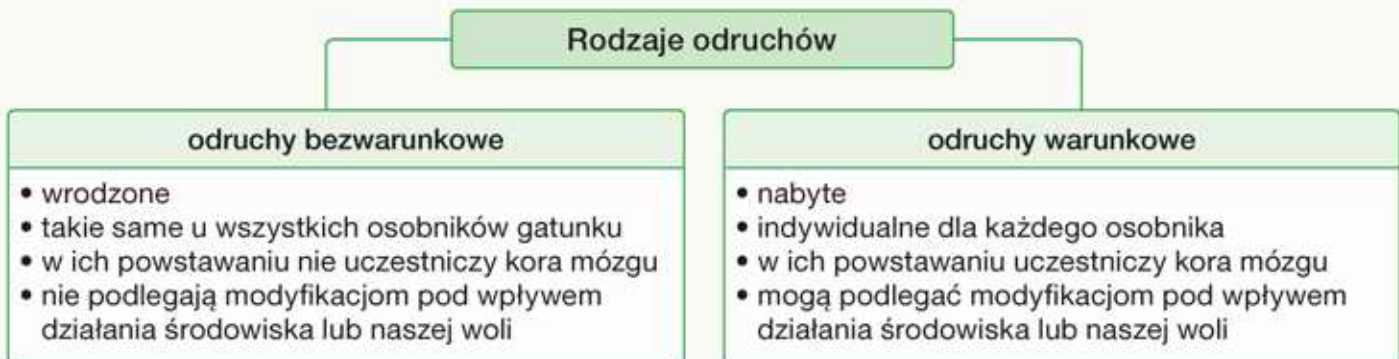 Rodzaje odruchów
odruchy bezwarunkowe
• wrodzone
• takie same u wszystkich osobników gatunku
• w ich powstawaniu nie uczestniczy kora mózgu
• nie podlegają modyfikacjom pod wpływem
działania środowiska lub naszej woli
odruchy warunkowe
• nabyte
• indywidualne dla każdego osobnika
• w ich powstawaniu uczestniczy kora mózgu
• mogą podlegać modyfikacjom pod wpływem
działania środowiska lub naszej woli